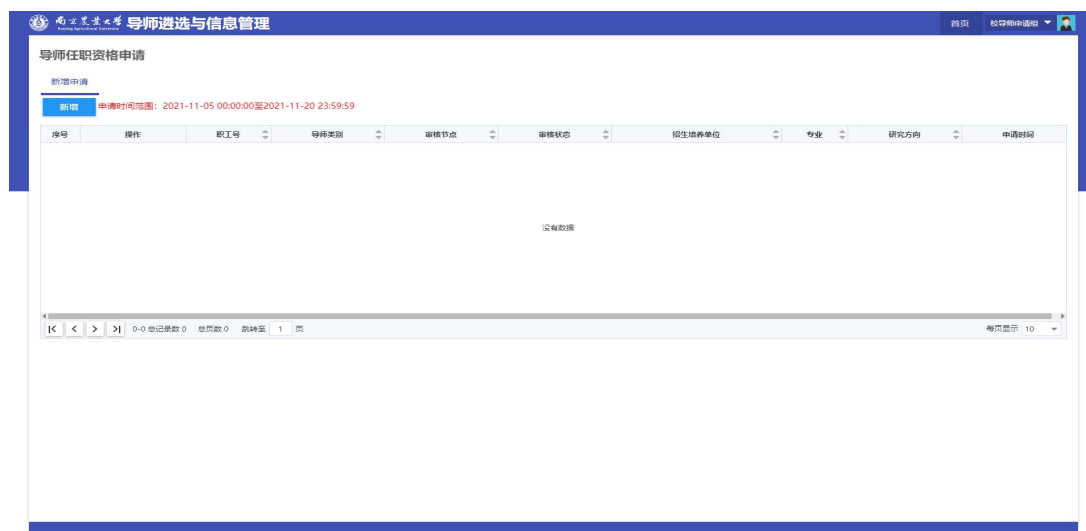 南京农业大学 导师遴选与信息管理 首页 校导师申请组
Nanjing Agricultural University
导师任职资格申请
新增申请
新增 申请时间范围：2021-11-05 00:00:00至2021-11-20 23:59:59
序号 操作 职工号 导师类别 审核节点 审核状态 招生培养单位 专业 研究方向 申请时间
没有数据
0-0 总记录数 0 总页数 0 跳转至 1 页 每页显示 10